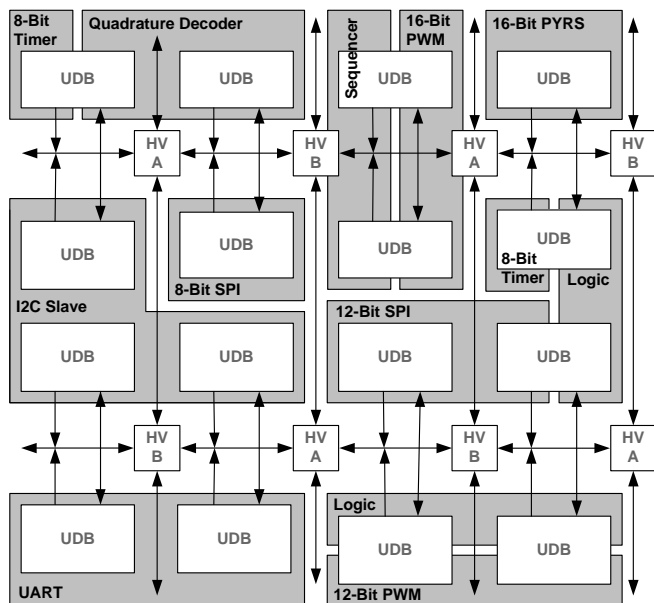 8-Bit
Timer
Quadrature Decoder
Sequencer
16-Bit
PWM
16-Bit PYRS
UDB
UDB
UDB
UDB
HV
A
HV
B
HV
A
HV
B
UDB
UDB
UDB
UDB
8-Bit
Timer
Logic
8-Bit SPI
I2C Slave
12-Bit SPI
UDB
UDB
UDB
UDB
HV
B
HV
A
HV
B
HV
A
Logic
UDB
UDB
UDB
UDB
UART
12-Bit PWM